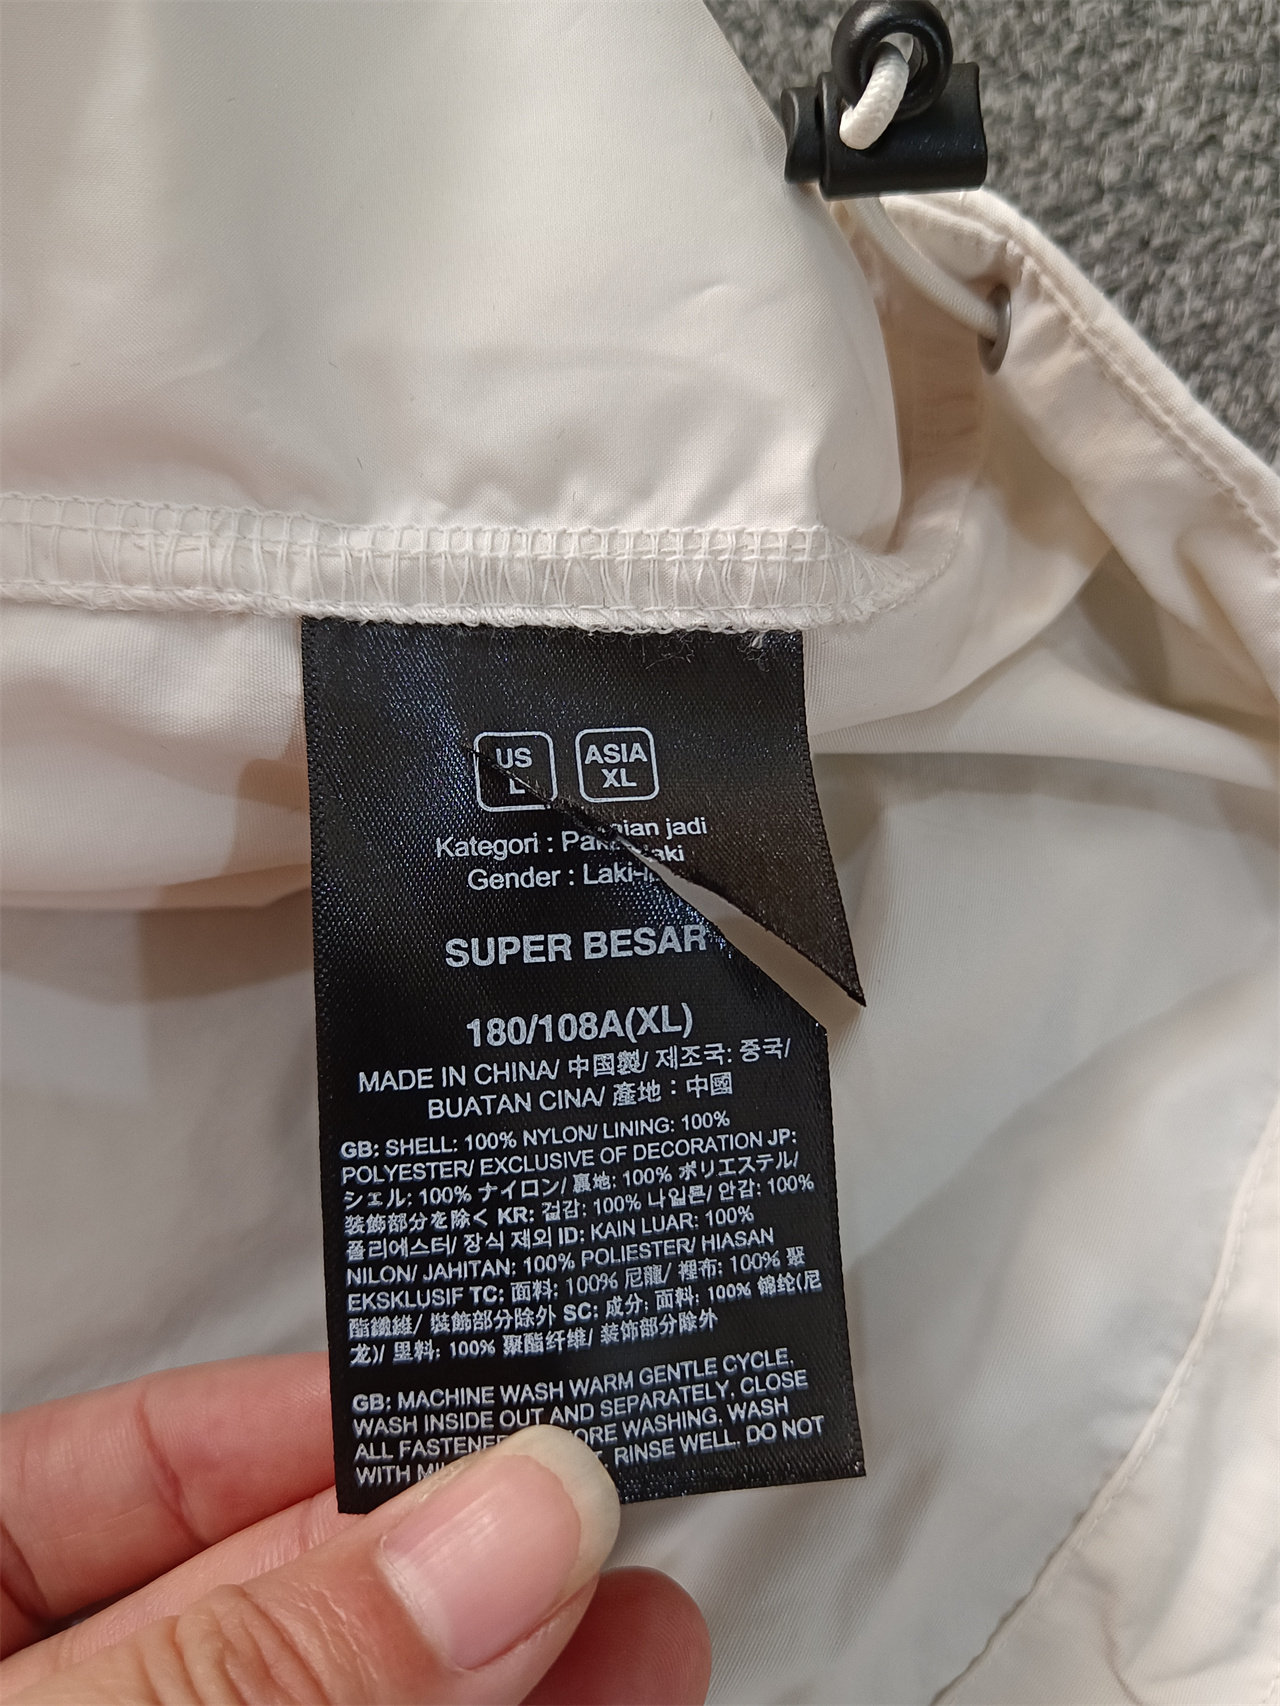 US
L
ASIA
XL
Kategori : Pakaian jadi
Gender : Laki-laki
SUPER BESAR
180/108A(XL)
MADE IN CHINA/ 中国製/ 제조국: 중국/
BUATAN CINA/ 產地：中國
GB: SHELL: 100% NYLON/ LINING: 100%
POLYESTER/ EXCLUSIVE OF DECORATION JP:
シェル: 100% ナイロン/ 裏地: 100% ポリエステル/
装飾部分を除く KR: 겉감: 100% 나일론/ 안감: 100%
폴리에스터/ 장식 제외 ID: KAIN LUAR: 100%
NILON/ JAHITAN: 100% POLIESTER/ HIASAN
EKSKLUSIF TC: 面料: 100% 尼龍/ 裡布: 100% 聚
酯纖維/ 裝飾部分除外 SC: 成分: 面料: 100% 锦纶(尼
龙)/ 里料: 100% 聚酯纤维/ 装饰部分除外
GB: MACHINE WASH WARM GENTLE CYCLE.
WASH INSIDE OUT AND SEPARATELY. CLOSE
ALL WASHING. WASH
WITH RINSE WELL. DO NOT